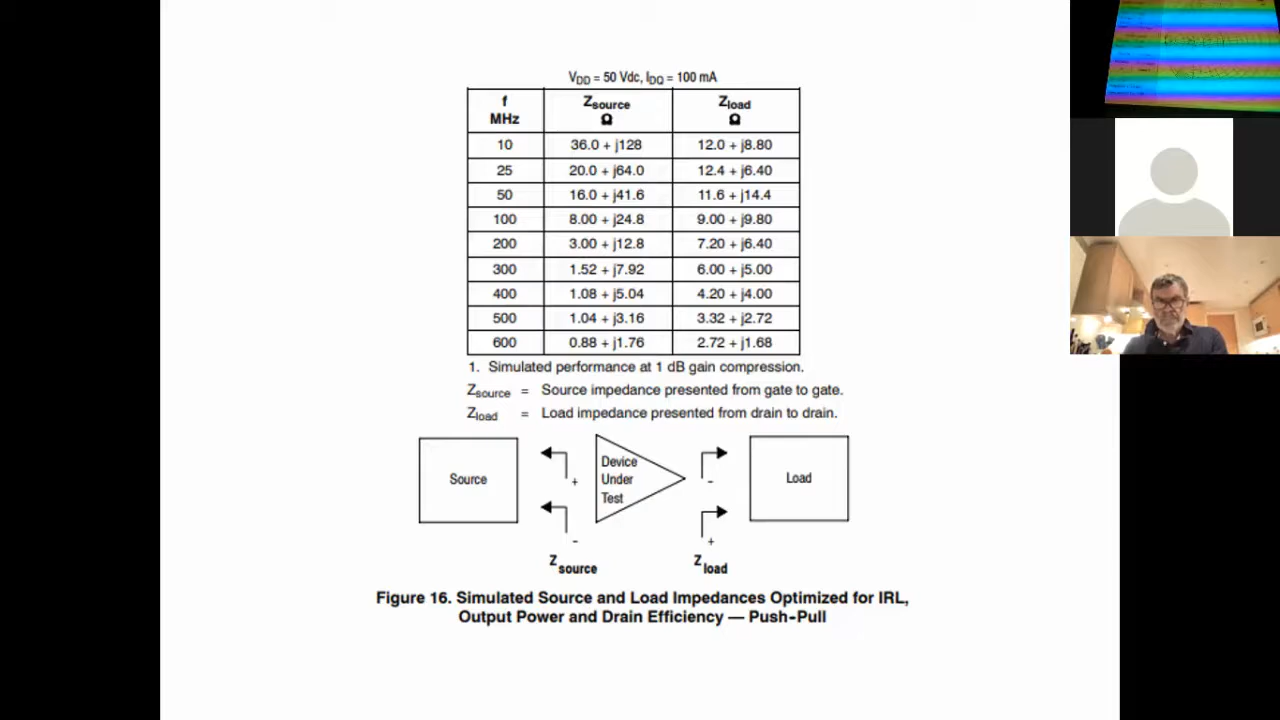 VDD = 50 Vdc, IDQ = 100 mA
f
MHz
Zsource
Ω
Zload
Ω
10 36.0 + j128 12.0 + j8.80
25 20.0 + j64.0 12.4 + j6.40
50 16.0 + j41.6 11.6 + j14.4
100 8.00 + j24.8 9.00 + j9.80
200 3.00 + j12.8 7.20 + j6.40
300 1.52 + j7.92 6.00 + j5.00
400 1.08 + j5.04 4.20 + j4.00
500 1.04 + j3.16 3.32 + j2.72
600 0.88 + j1.76 2.72 + j1.68
1. Simulated performance at 1 dB gain compression.
Zsource = Source impedance presented from gate to gate.
Zload = Load impedance presented from drain to drain.
Source
+
-
Device
Under
Test
-
+
Load
Z source
Z load
Figure 16. Simulated Source and Load Impedances Optimized for IRL,
Output Power and Drain Efficiency — Push-Pull